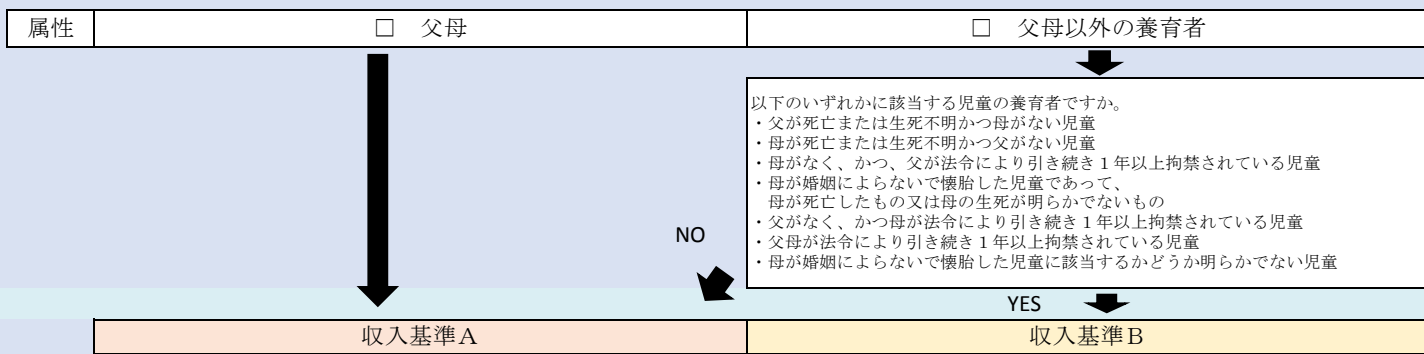 属性
□ 父母
□ 父母以外の養育者
以下のいずれかに該当する児童の養育者ですか。
・父が死亡または生死不明かつ母がない児童
・母が死亡または生死不明かつ父がない児童
・母がなく、かつ、父が法令により引き続き１年以上拘禁されている児童
・母が婚姻によらないで懐胎した児童であって、
母が死亡したもの又は母の生死が明らかでないもの
・父がなく、かつ母が法令により引き続き１年以上拘禁されている児童
・父母が法令により引き続き１年以上拘禁されている児童
・母が婚姻によらないで懐胎した児童に該当するかどうか明らかでない児童
NO
YES
収入基準Ａ
収入基準Ｂ